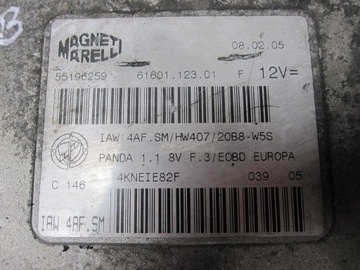 MAGNETI
MARELLI
08.02.05
55196259 61601.123.01 F / 12V=
IAW 4AF.SM/HW407/20B8-W5S
PANDA 1.1 8V F.3/EOBD EUROPA
C 146 4KNEIE82F 039 05
IAW 4AF.SM